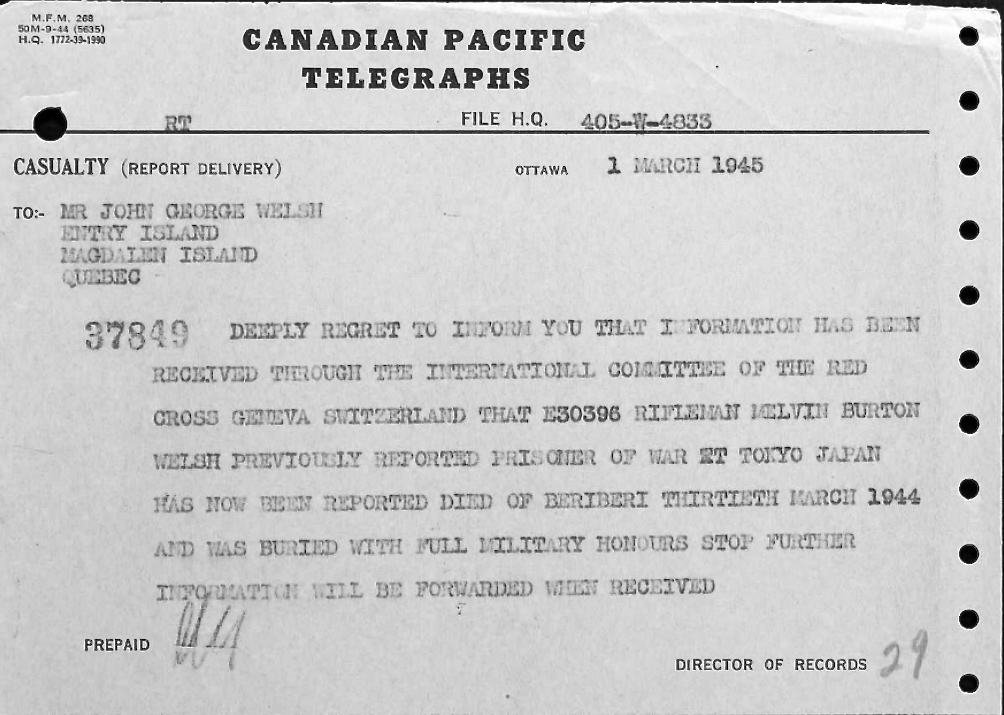 M.F.M. 268
50M-9-44 (5635)
H.Q. 1772-39-1990
CANADIAN PACIFIC
TELEGRAPHS
RT FILE H.Q. 405-W-4833
CASUALTY (REPORT DELIVERY) OTTAWA 1 MARCH 1945
TO:- MR JOHN GEORGE WELSH
ENTRY ISLAND
MAGDALEN ISLAND
QUEBEC
37849 DEEPLY REGRET TO INFORM YOU THAT INFORMATION HAS BEEN
RECEIVED THROUGH THE INTERNATIONAL COMMITTEE OF THE RED
CROSS GENEVA SWITZERLAND THAT E30396 RIFLEMAN MELVIN BURTON
WELSH PREVIOUSLY REPORTED PRISONER OF WAR ET TOKYO JAPAN
HAS NOW BEEN REPORTED DIED OF BERIBERI THIRTIETH MARCH 1944
AND WAS BURIED WITH FULL MILITARY HONOURS STOP FURTHER
INFORMATION WILL BE FORWARDED WHEN RECEIVED
PREPAID
DIRECTOR OF RECORDS 29